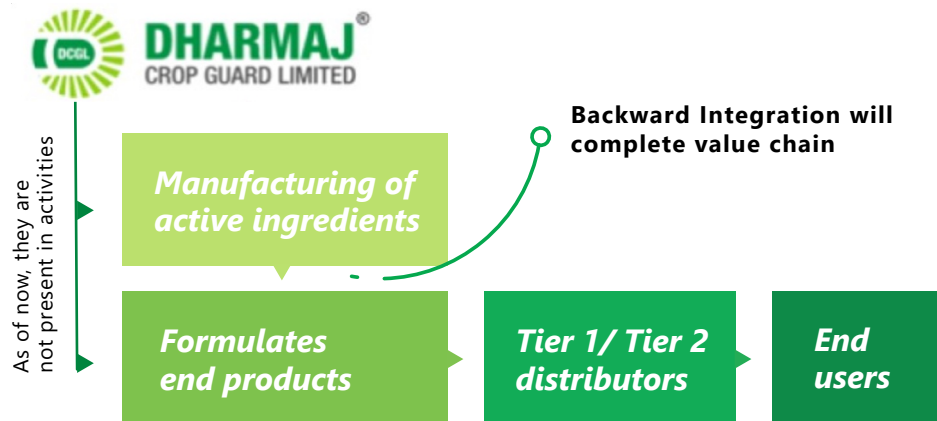 DCGL
DHARMAJ®
CROP GUARD LIMITED
As of now, they are
not present in activities
Manufacturing of
active ingredients
Backward Integration will
complete value chain
Formulates
end products
Tier 1/ Tier 2
distributors
End
users